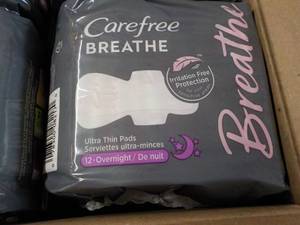 Carefree
BREATHE
Breathe
Irritation Free
Protection
Ultra Thin Pads
Serviettes ultra-minces
12·Overnight / De nuit